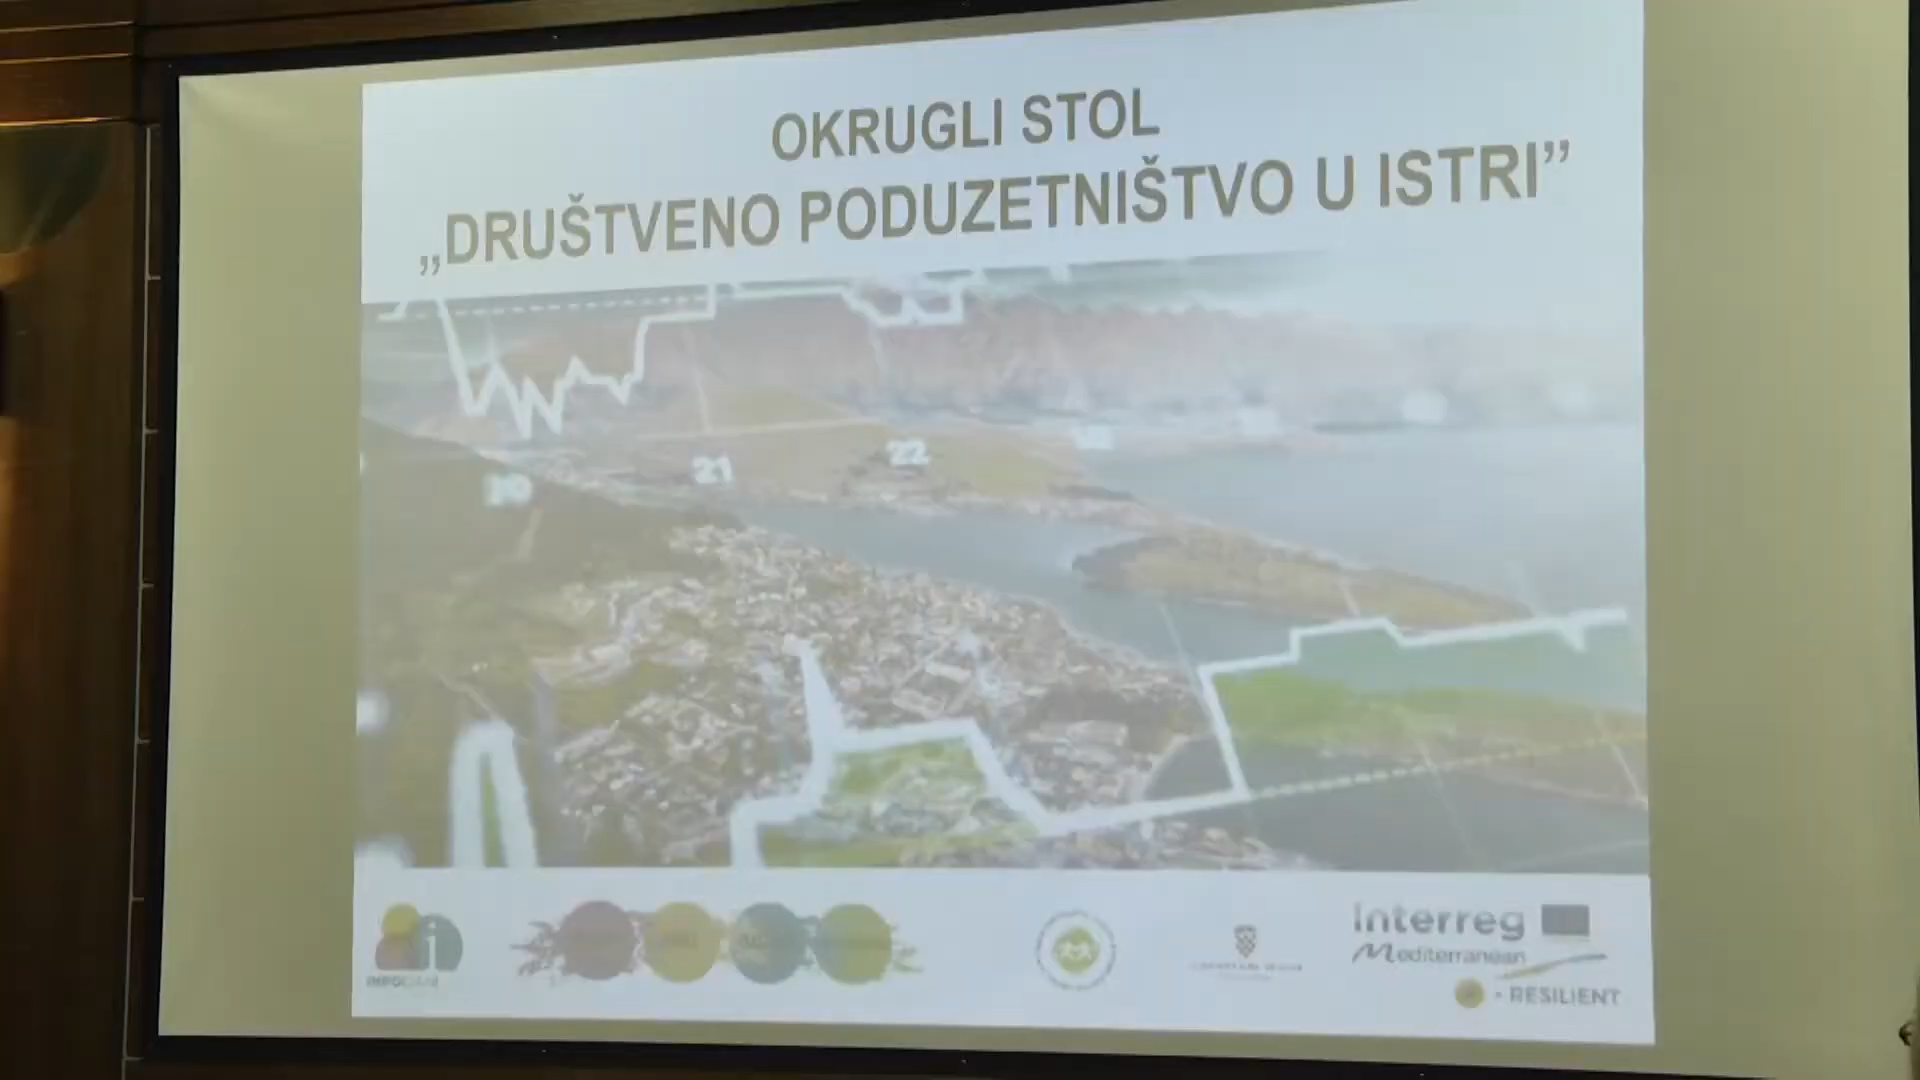 OKRUGLI STOL
„DRUŠTVENO PODUZETNIŠTVO U ISTRI”
21
22
Interreg
Mediterranean
- RESILIENT